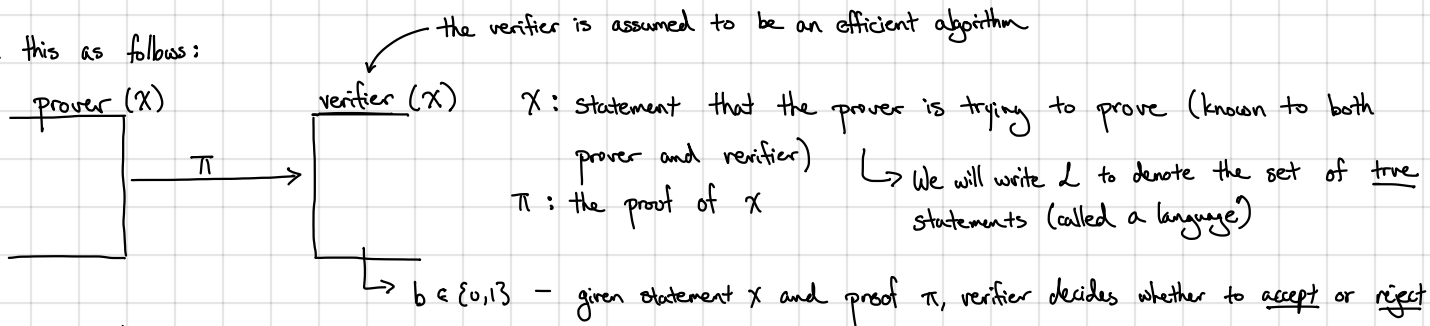 the verifier is assumed to be an efficient algorithm
this as follows:
prover (X)
verifier (X)
X: statement that the prover is trying to prove (known to both
prover and verifier)
π
↳ We will write L to denote the set of true
π: the proof of X
statements (called a language)
↳ b ∈ {0,1} — given statement X and proof π, verifier decides whether to accept or reject